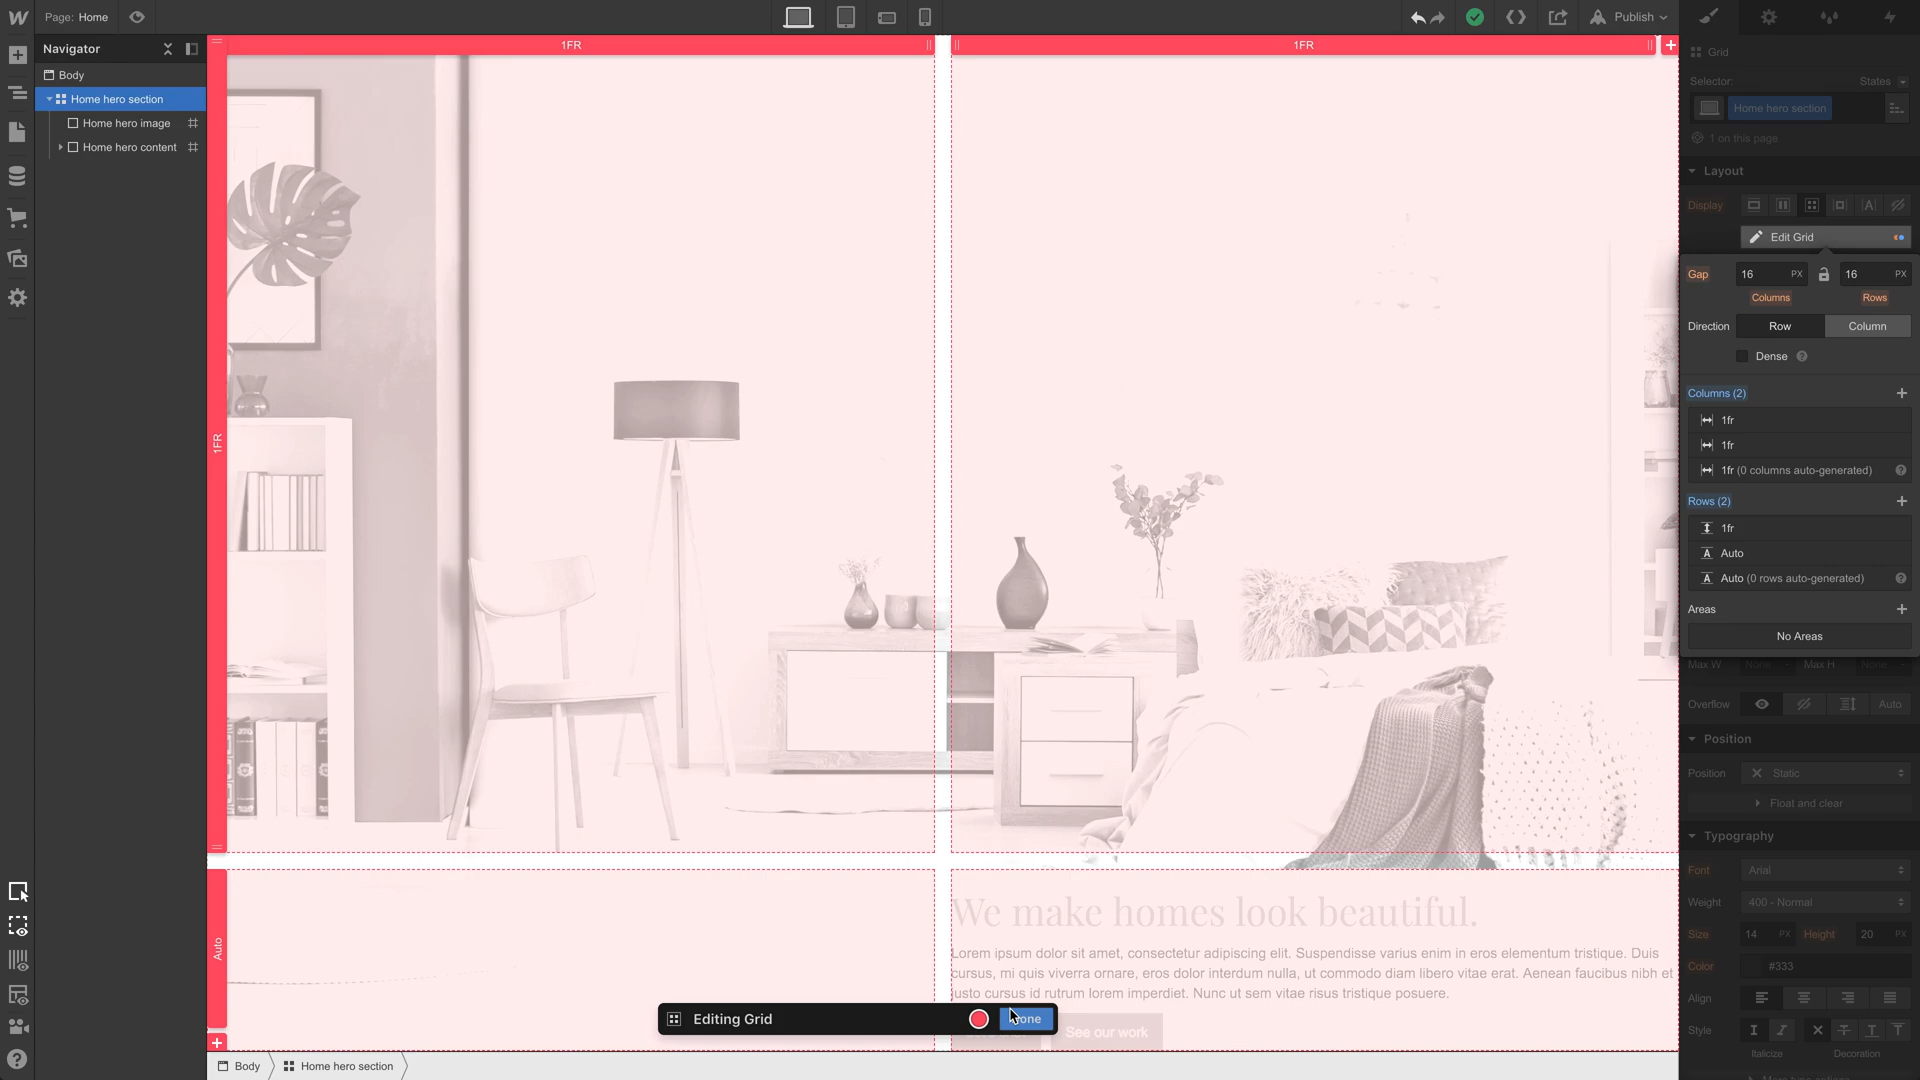 Page: Home
Publish
Navigator
Body
Home hero section
Home hero image
Home hero content
1FR
1FR
1FR
Auto
We make homes look beautiful.
Lorem ipsum dolor sit amet, consectetur adipiscing elit. Suspendisse varius enim in eros elementum tristique. Duis
cursus, mi quis viverra ornare, eros dolor interdum nulla, ut commodo diam libero vitae erat. Aenean faucibus nibh et
justo cursus id rutrum lorem imperdiet. Nunc ut sem vitae risus tristique posuere.
See our work
Editing Grid
Body
Home hero section
Grid
Selector:
States
Home hero section
1 on this page
Layout
Display
Edit Grid
Gap
16 PX
16 PX
Columns
Rows
Direction
Row
Column
Dense
Columns (2)
1fr
1fr
1fr (0 columns auto-generated)
Rows (2)
1fr
Auto
Auto (0 rows auto-generated)
Areas
No Areas
Max W
None
Max H
None
Overflow
Auto
Position
Position
Static
Float and clear
Typography
Font
Arial
Weight
400 - Normal
Size
14 PX
Height
20 PX
Color
#333
Align
Style
Italicize
Decoration